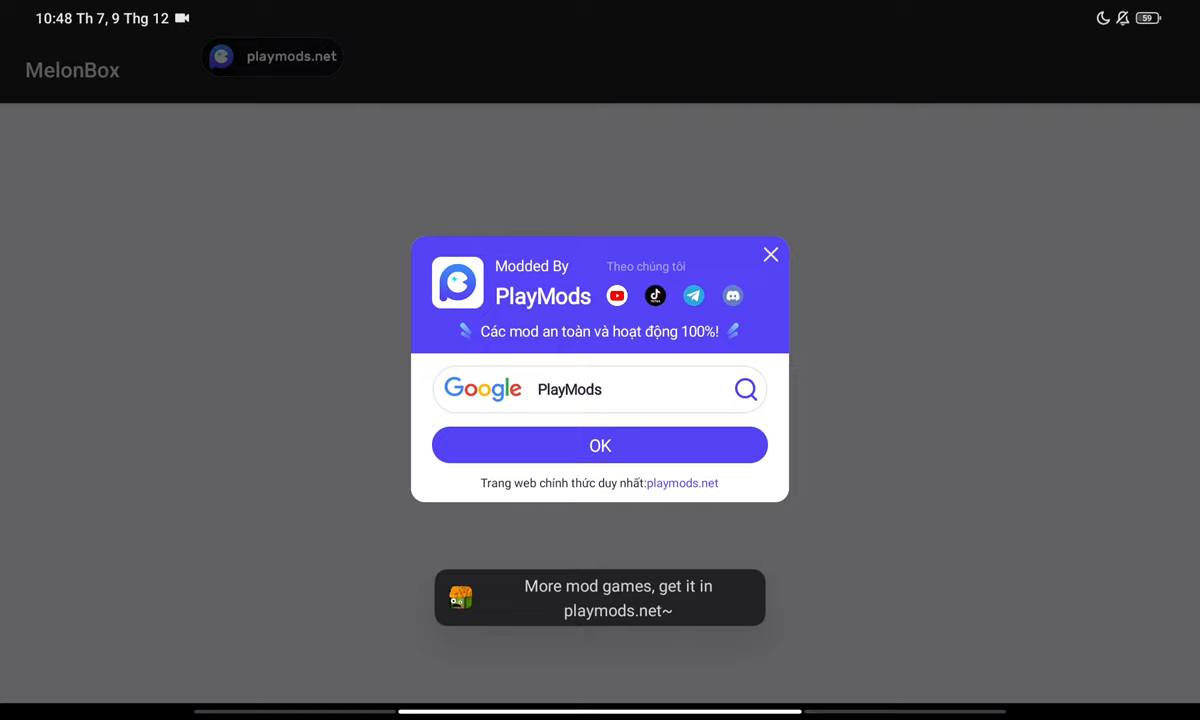 10:48 Th 7, 9 Thg 12
59
MelonBox
playmods.net
Modded By
Theo chúng tôi
PlayMods
Các mod an toàn và hoạt động 100%!
Google PlayMods
OK
Trang web chính thức duy nhất:playmods.net
More mod games, get it in
playmods.net~